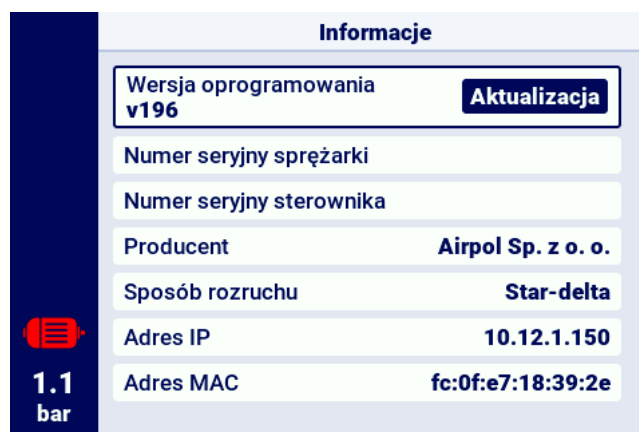 Informacje
Wersja oprogramowania
v196
Aktualizacja
Numer seryjny sprężarki
Numer seryjny sterownika
Producent Airpol Sp. z o. o.
Sposób rozruchu Star-delta
Adres IP 10.12.1.150
Adres MAC fc:0f:e7:18:39:2e
1.1
bar